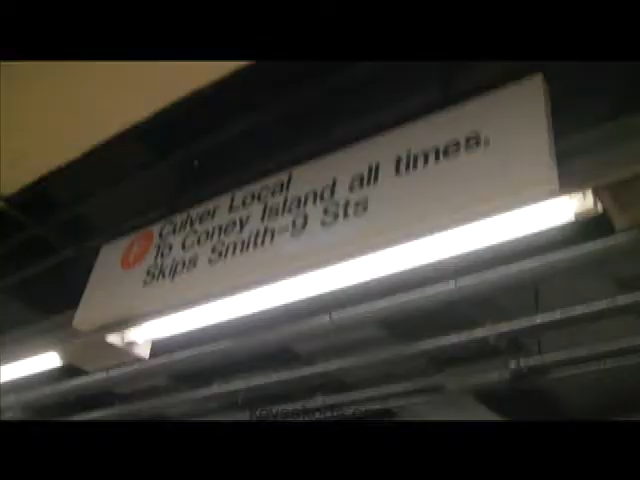 F Culver Local
To Coney Island all times.
Skips Smith-9 Sts